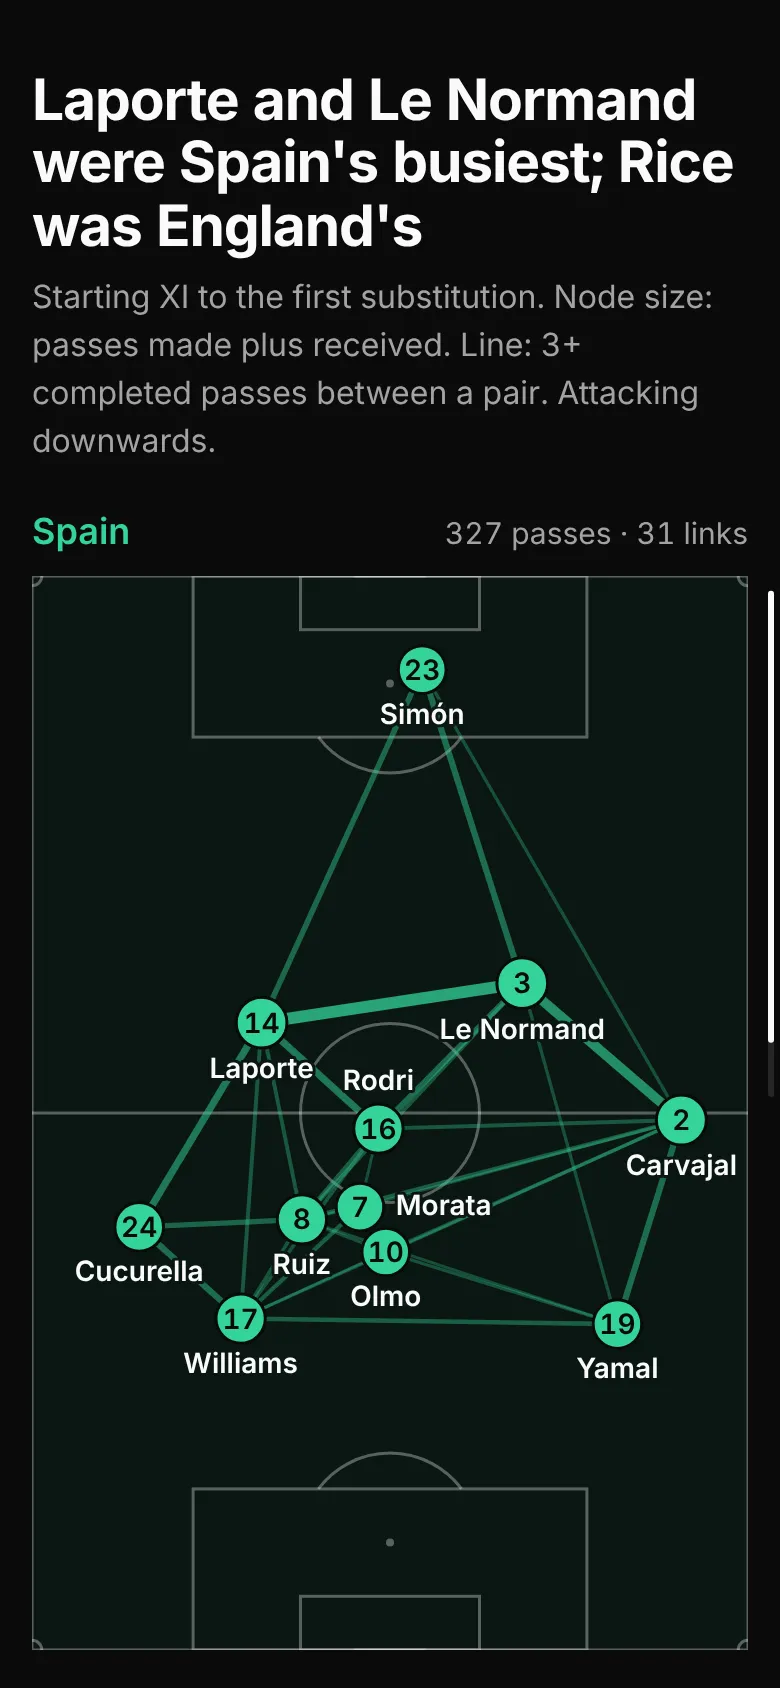 Laporte and Le Normand
were Spain's busiest; Rice
was England's
Starting XI to the first substitution. Node size:
passes made plus received. Line: 3+
completed passes between a pair. Attacking
downwards.
Spain
327 passes · 31 links
23
Simón
3
Le Normand
14
Laporte
Rodri
16
2
Carvajal
7 Morata
8
Ruiz
24
Cucurella
10
Olmo
17
Williams
19
Yamal